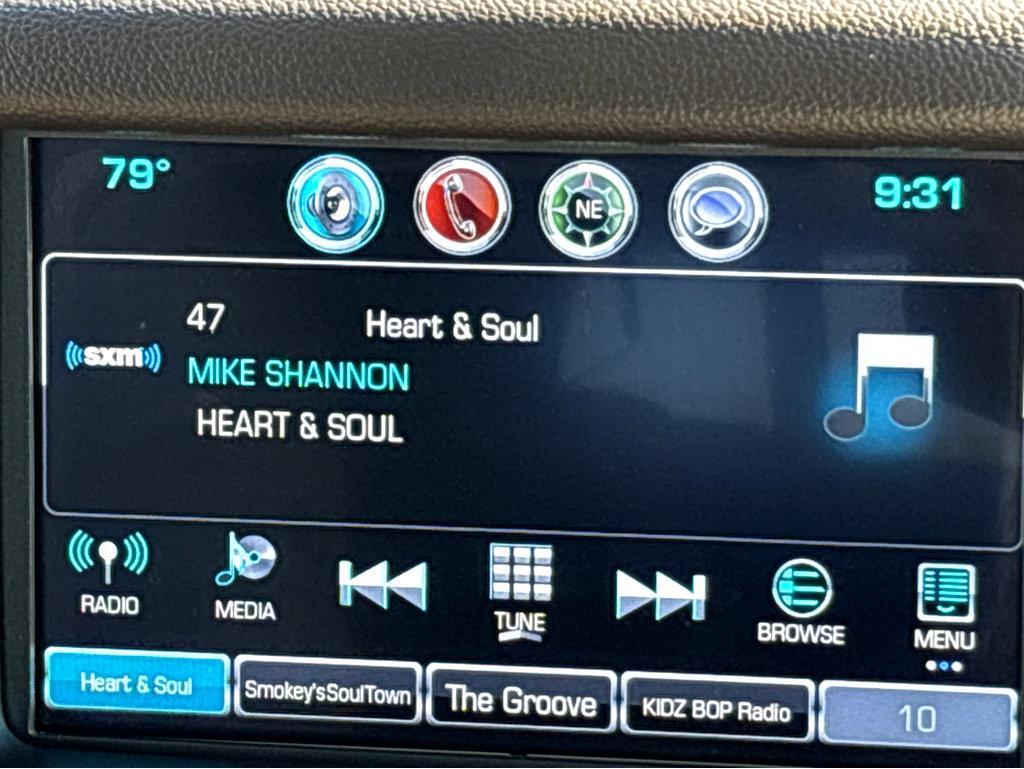 79°
NE
9:31
47
Heart & Soul
sxm
MIKE SHANNON
HEART & SOUL
RADIO
MEDIA
TUNE
BROWSE
MENU
Heart & Soul
Smokey'sSoulTown
The Groove
KIDZ BOP Radio
10